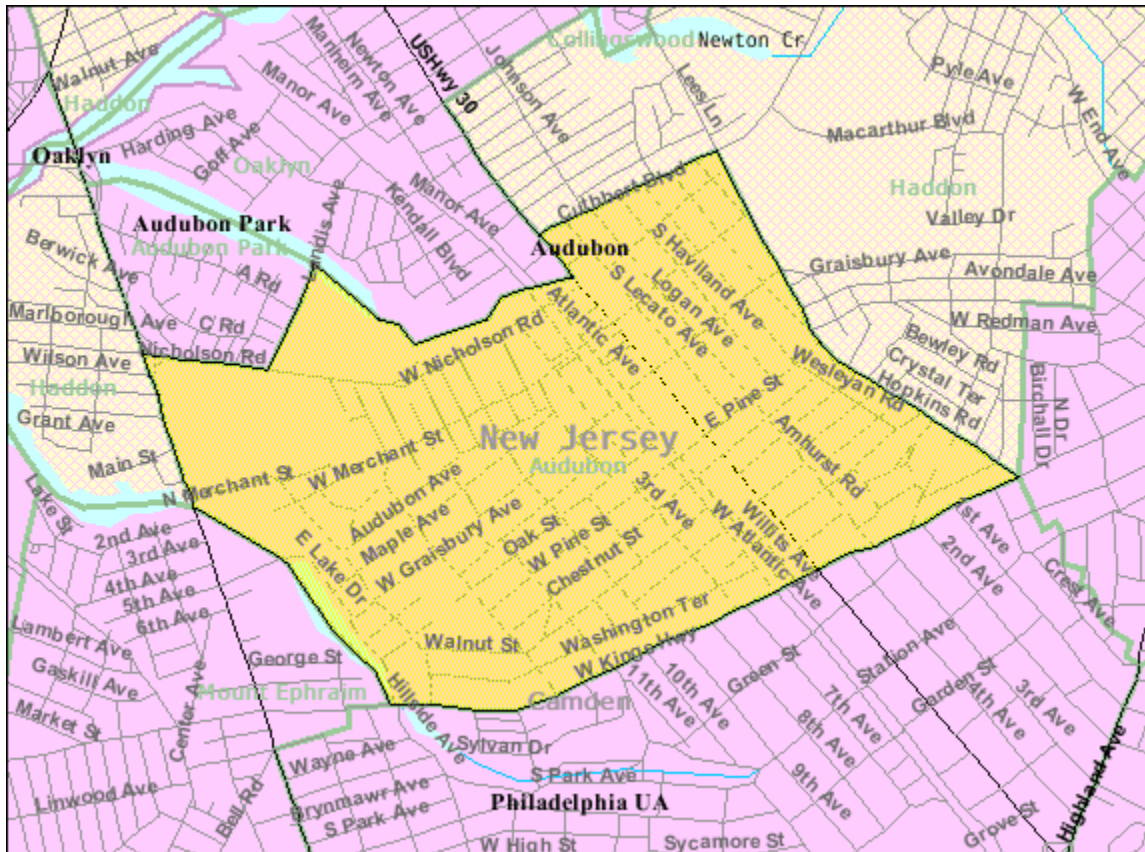 Walnut Ave
Haddon
Manheim Ave
Newton Ave
Manor Ave
USHwy 30
Johnson Ave
Collingswood
Newton Cr
Lees Ln
Pyle Ave
W End Ave
Macarthur Blvd
Harding Ave
Goff Ave
Oaklyn
Oaklyn
Haddon
Cuthbert Blvd
Kendall Blvd
Manor Ave
Landis Ave
Audubon Park
Audubon Park
Audubon
Valley Dr
Berwick Ave
A Rd
S Haviland Ave
Graisbury Ave
Avondale Ave
Logan Ave
S Lecato Ave
Atlantic Ave
Marlborough Ave
C Rd
W Redman Ave
Nicholson Rd
W Nicholson Rd
Wilson Ave
Wesleyan Rd
Bewley Rd
Crystal Ter
Hopkins Rd
Birchall Dr
N Dr
Haddon
E Pine St
Grant Ave
New Jersey
Amhurst Rd
Main St
W Merchant St
Audubon
N Merchant St
Audubon Ave
Maple Ave
W Graisbury Ave
3rd Ave
Lake St
2nd Ave
3rd Ave
4th Ave
5th Ave
6th Ave
E Lake Dr
Oak St
W Pine St
Chestnut St
Willits Ave
W Atlantic Ave
1st Ave
2nd Ave
Crest Ave
Lambert Ave
Gaskill Ave
Market St
George St
Walnut St
Washington Ter
W Kings Hwy
Mount Ephraim
Center Ave
Hillside Ave
Camden
11th Ave
10th Ave
Green St
Station Ave
Garden St
4th Ave
3rd Ave
7th Ave
8th Ave
9th Ave
Wayne Ave
Sylvan Dr
S Park Ave
Linwood Ave
Bell Rd
Brynmawr Ave
S Park Ave
Philadelphia UA
W High St
Sycamore St
Grove St
Highland Ave